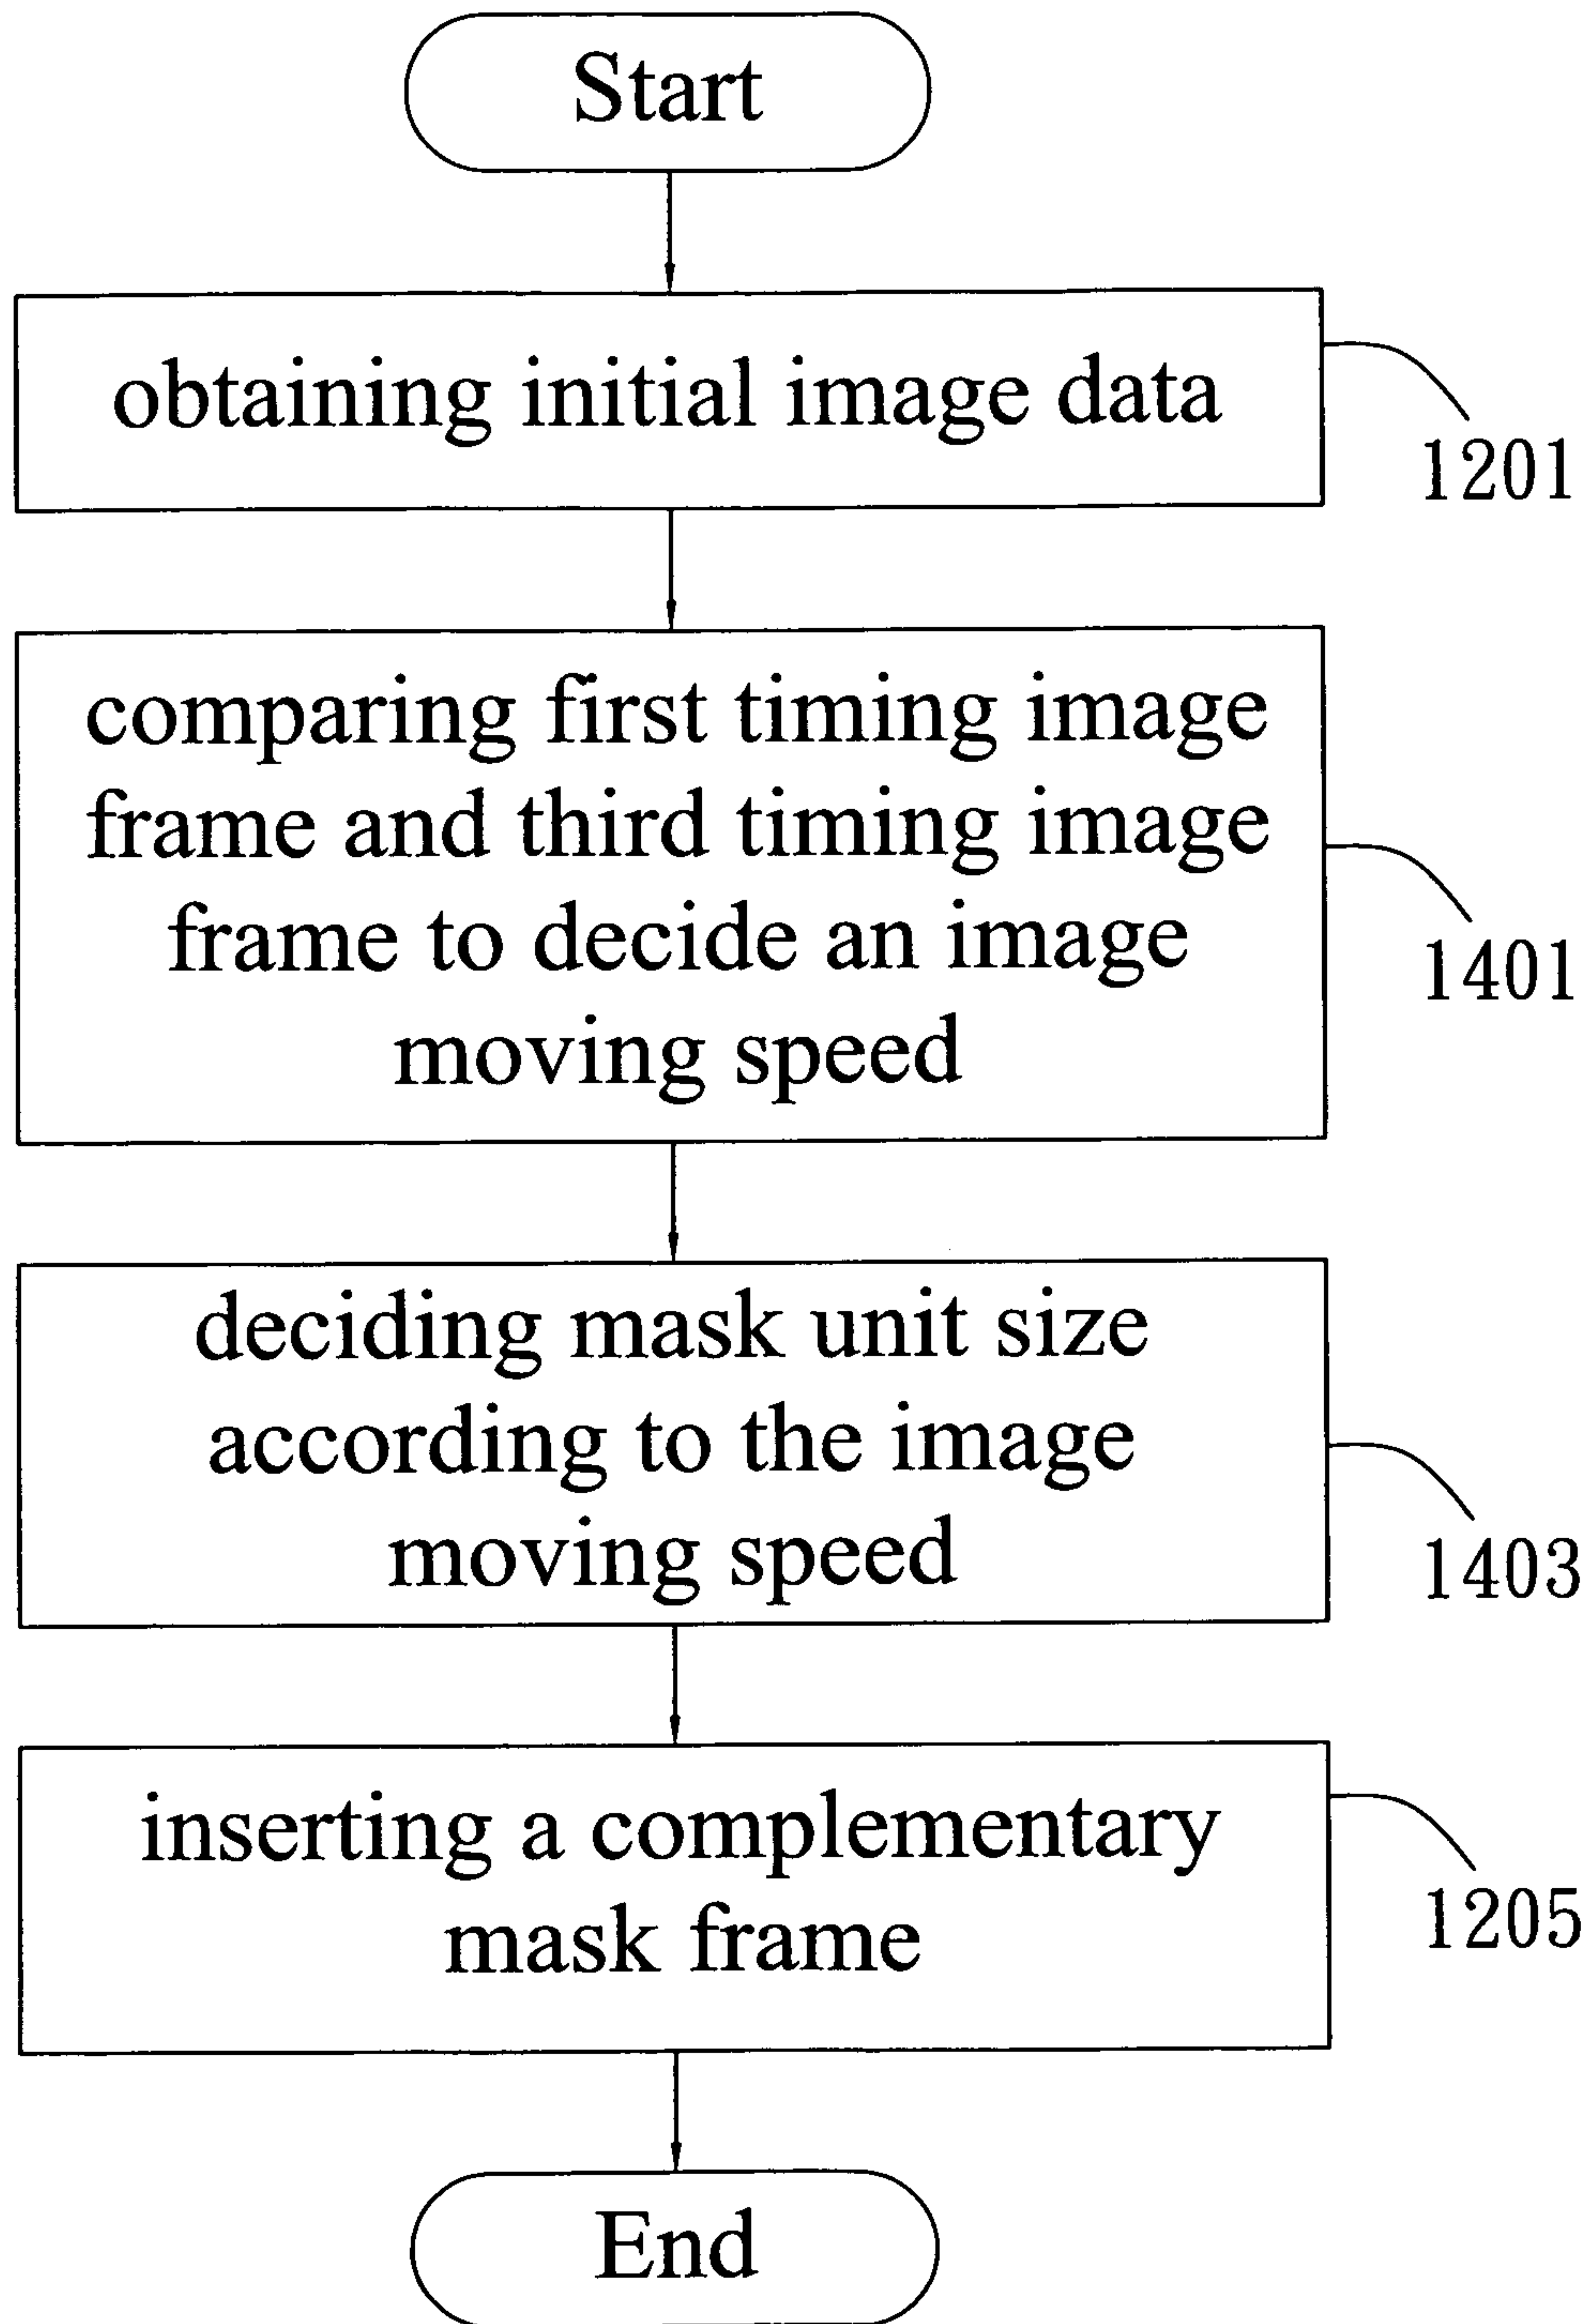 Start
obtaining initial image data
1201
comparing first timing image
frame and third timing image
frame to decide an image
moving speed
1401
deciding mask unit size
according to the image
moving speed
1403
inserting a complementary
mask frame
1205
End